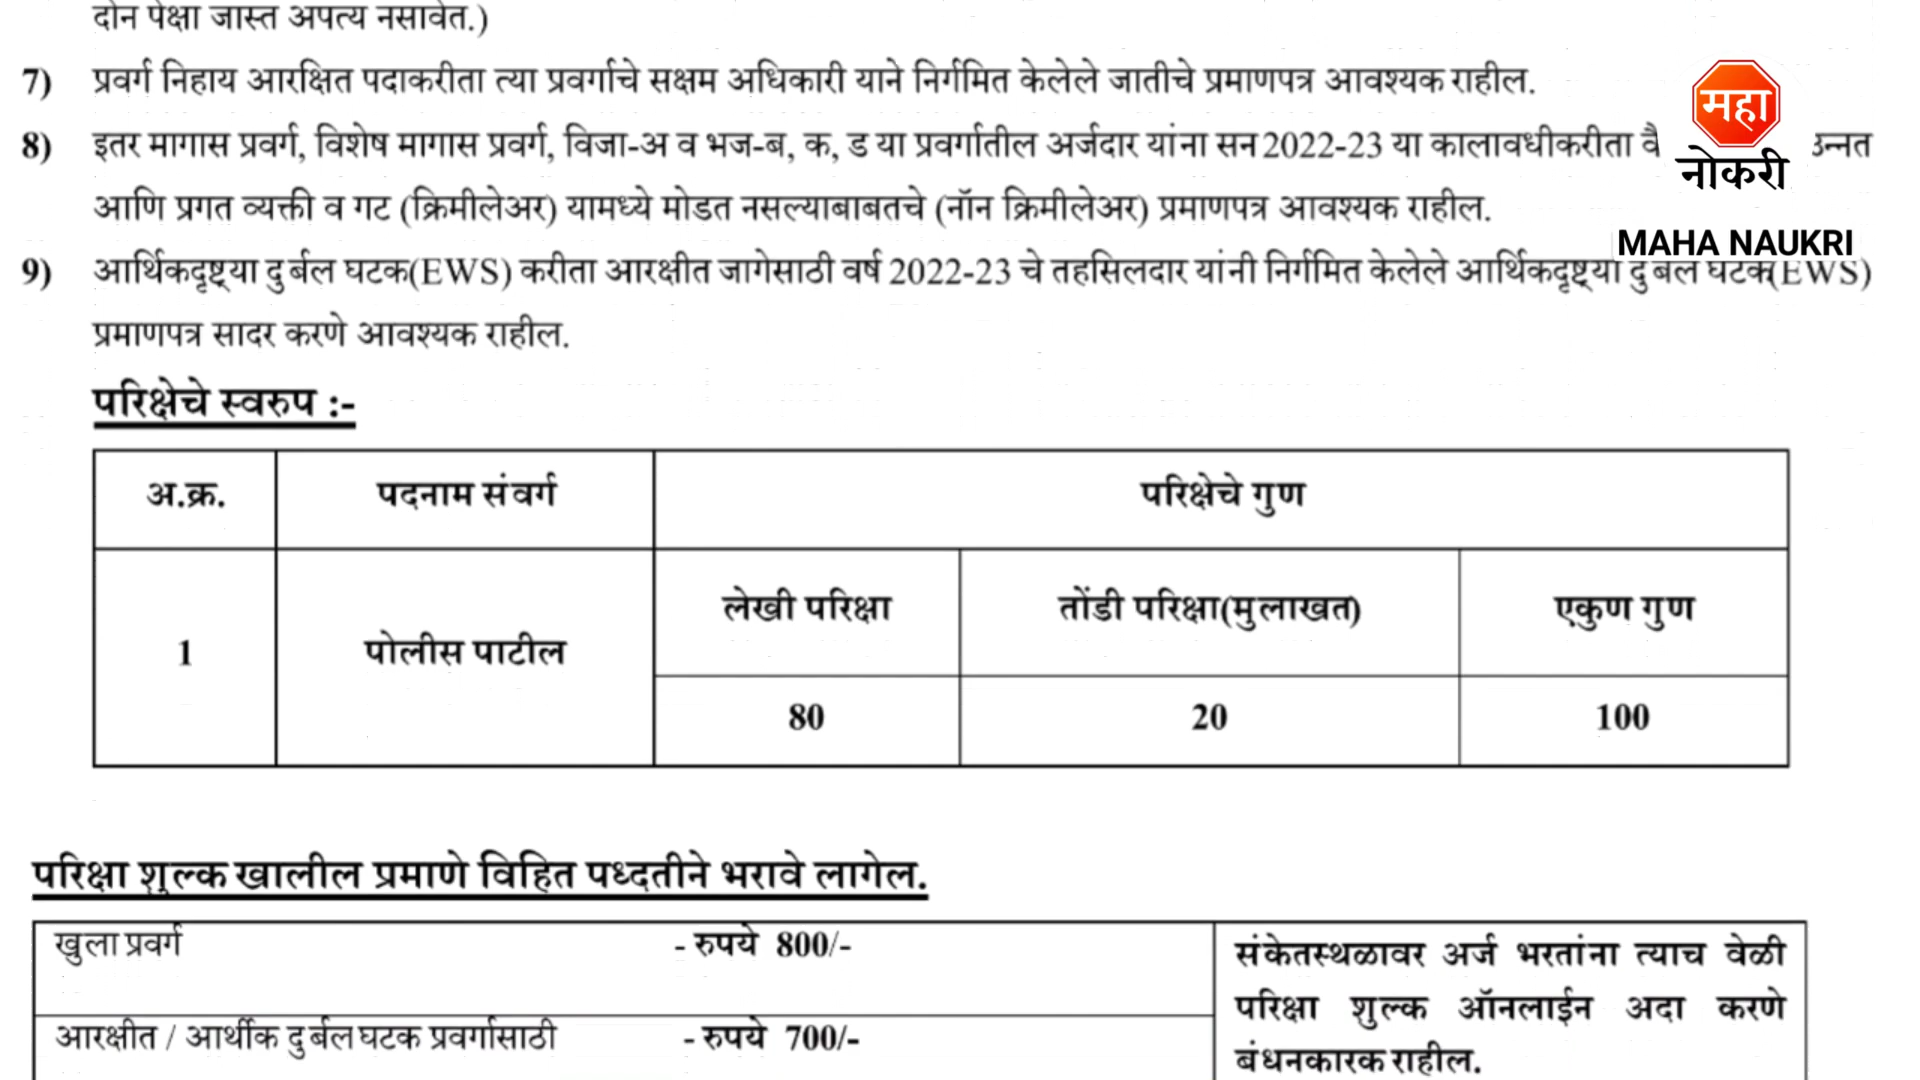 दोन पेक्षा जास्त अपत्य नसावेत.)
7) प्रवर्ग निहाय आरक्षित पदाकरीता त्या प्रवर्गाचे सक्षम अधिकारी याने निर्गमित केलेले जातीचे प्रमाणपत्र आवश्यक राहील.
महा
8) इतर मागास प्रवर्ग, विशेष मागास प्रवर्ग, विजा-अ व भज-ब, क, ड या प्रवर्गातील अर्जदार यांना सन 2022-23 या कालावधीकरीता उन्नत
नोकरी
आणि प्रगत व्यक्ती व गट (क्रिमीलेअर) यामध्ये मोडत नसल्याबाबतचे (नॉन क्रिमीलेअर) प्रमाणपत्र आवश्यक राहील.
MAHA NAUKRI
9) आर्थिकदृष्ट्या दुर्बल घटक(EWS) करीता आरक्षीत जागेसाठी वर्ष 2022-23 चे तहसिलदार यांनी निर्गमित केलेले आर्थिकदृष्ट्या दुर्बल घटक(EWS)
प्रमाणपत्र सादर करणे आवश्यक राहील.
परिक्षेचे स्वरुप :-
अ.क्र. पदनाम संवर्ग परिक्षेचे गुण
लेखी परिक्षा तोंडी परिक्षा(मुलाखत) एकुण गुण
1 पोलीस पाटील
80 20 100
परिक्षा शुल्क खालील प्रमाणे विहित पध्दतीने भरावे लागेल.
खुला प्रवर्ग - रुपये 800/-
संकेतस्थळावर अर्ज भरतांना त्याच वेळी
परिक्षा शुल्क ऑनलाईन अदा करणे
आरक्षीत / आर्थीक दुर्बल घटक प्रवर्गासाठी - रुपये 700/-
बंधनकारक राहील.